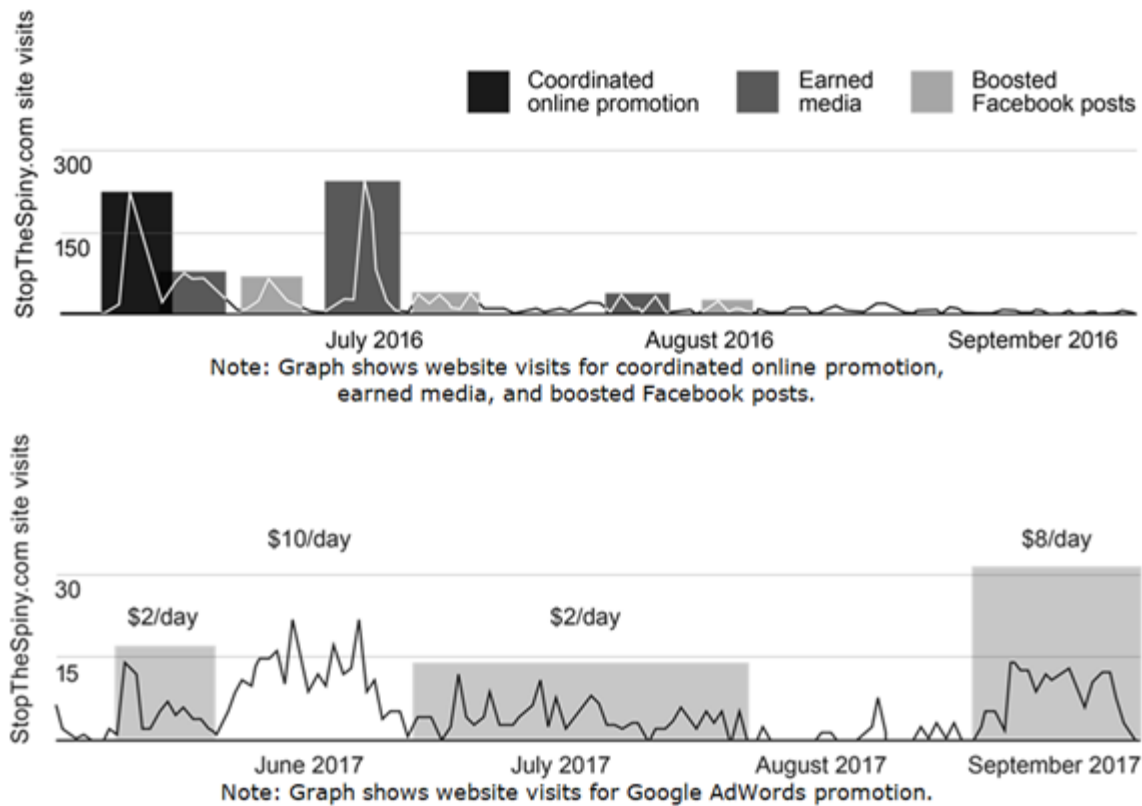 StopTheSpiny.com site visits
Coordinated
online promotion
Earned
media
Boosted
Facebook posts
300
150
July 2016
August 2016
September 2016
Note: Graph shows website visits for coordinated online promotion,
earned media, and boosted Facebook posts.
StopTheSpiny.com site visits
$10/day
$8/day
30
$2/day
$2/day
15
June 2017
July 2017
August 2017
September 2017
Note: Graph shows website visits for Google AdWords promotion.